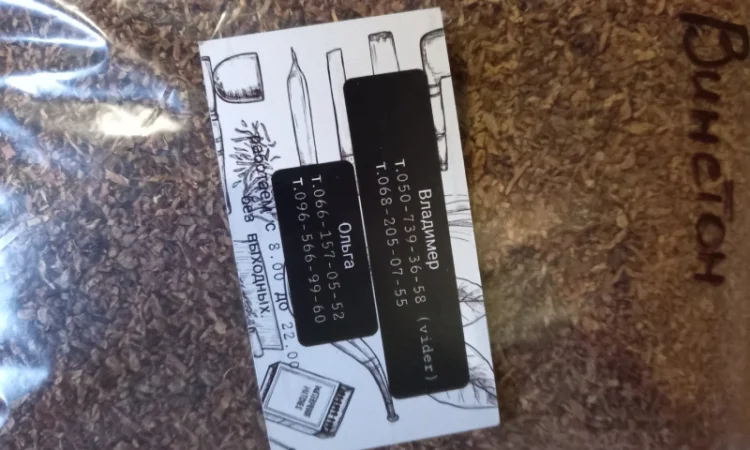 Владимер
т.050-739-36-58 (vider)
т.068-205-07-55
Ольга
т.066-157-05-52
т.096-566-99-60
Работаем с 8.00 до 22.00
без выходных.
Винстон